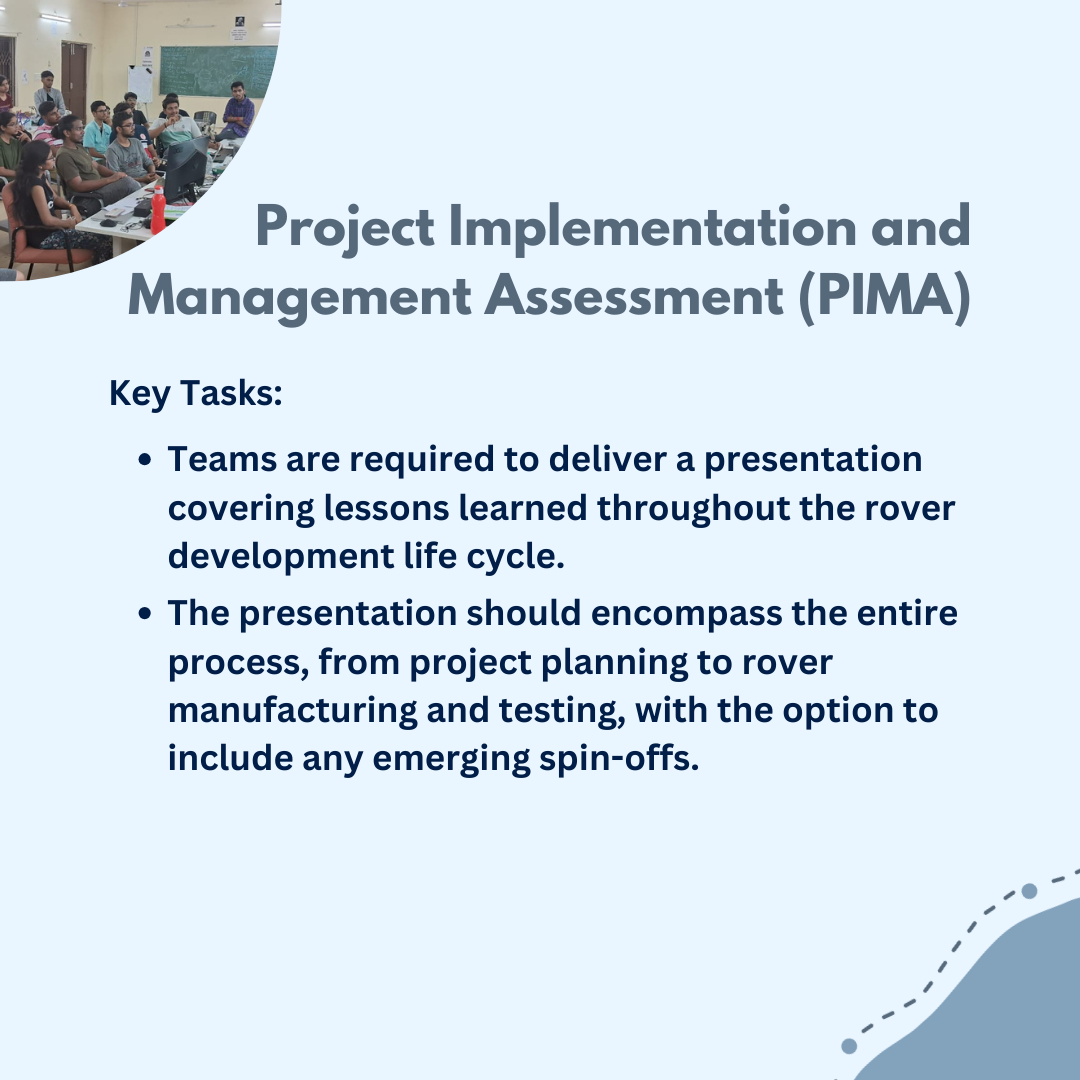 Project Implementation and
Management Assessment (PIMA)
Key Tasks:
• Teams are required to deliver a presentation
covering lessons learned throughout the rover
development life cycle.
• The presentation should encompass the entire
process, from project planning to rover
manufacturing and testing, with the option to
include any emerging spin-offs.